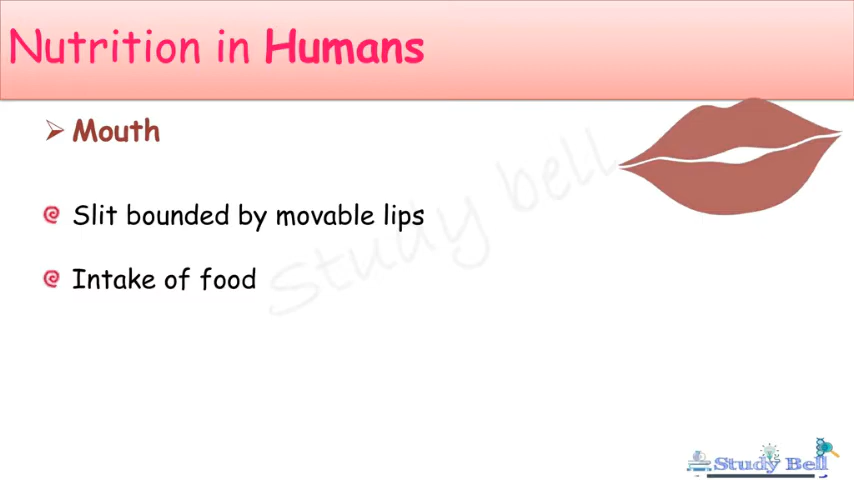 Nutrition in Humans
Mouth
Slit bounded by movable lips
Intake of food
Study bell
Study Bell